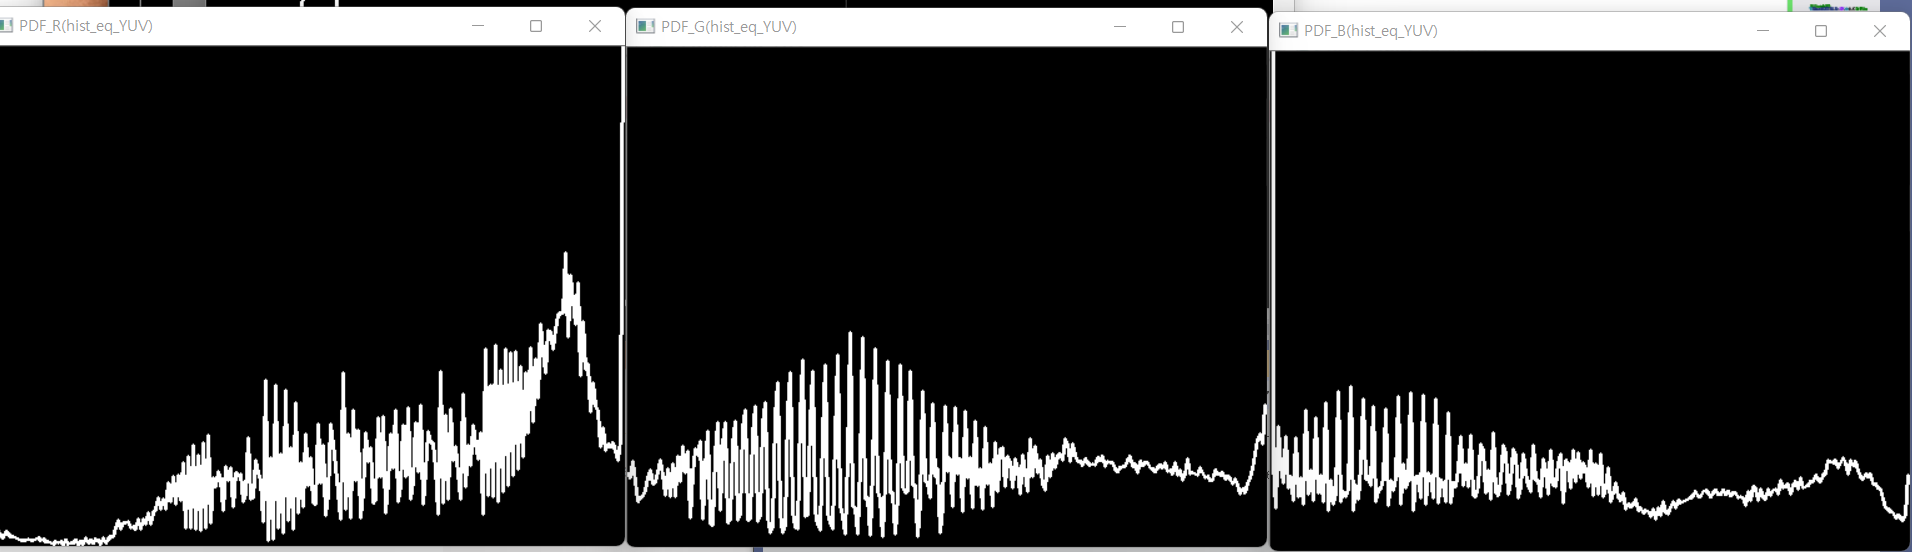 PDF_R(hist_eq_YUV)
PDF_G(hist_eq_YUV)
PDF_B(hist_eq_YUV)